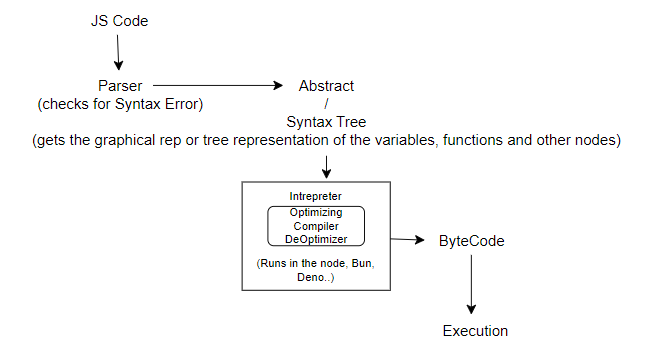 JS Code
Parser
(checks for Syntax Error)
Abstract
/
Syntax Tree
(gets the graphical rep or tree representation of the variables, functions and other nodes)
Intrepreter
Optimizing
Compiler
DeOptimizer
(Runs in the node, Bun,
Deno..)
ByteCode
Execution